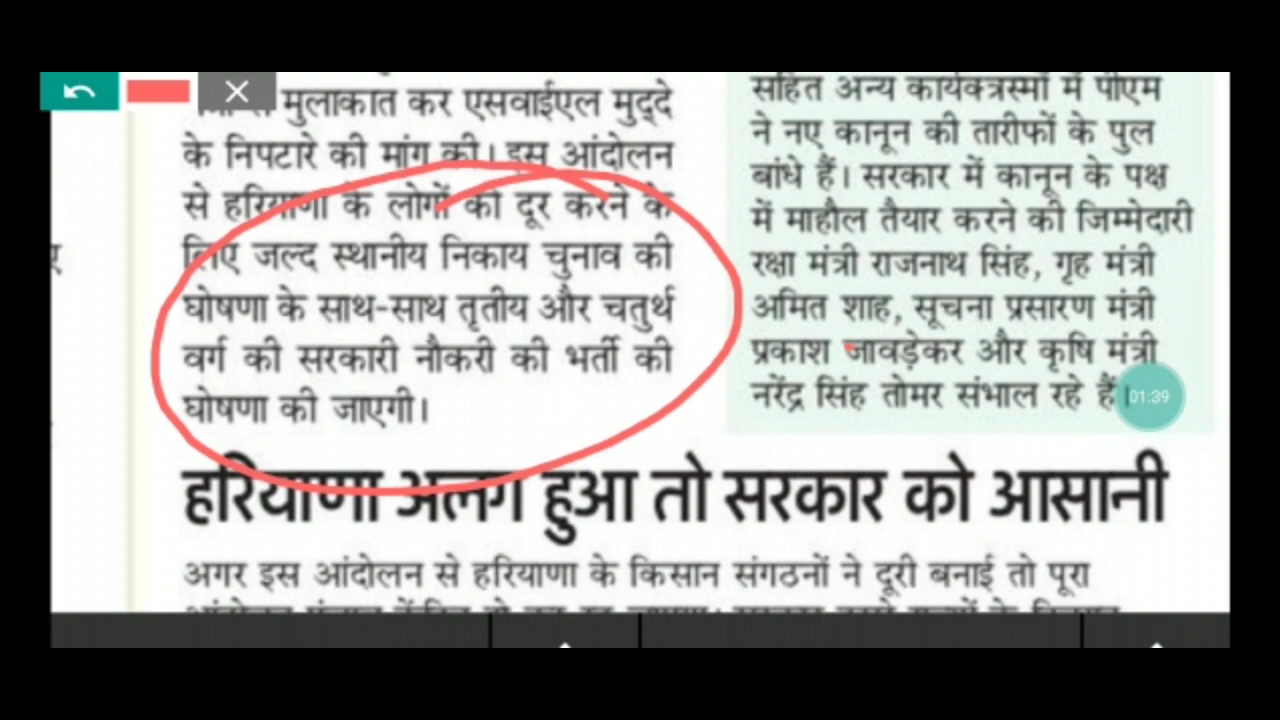 मुलाकात कर एसवाईएल मुद्दे
के निपटारे की मांग की। इस आंदोलन
से हरियाणा के लोगों को दूर करने के
लिए जल्द स्थानीय निकाय चुनाव की
घोषणा के साथ-साथ तृतीय और चतुर्थ
वर्ग की सरकारी नौकरी की भर्ती की
घोषणा की जाएगी।
सहित अन्य कार्यक्त्रस्मों में पीएम
ने नए कानून की तारीफों के पुल
बांधे हैं। सरकार में कानून के पक्ष
में माहौल तैयार करने की जिम्मेदारी
रक्षा मंत्री राजनाथ सिंह, गृह मंत्री
अमित शाह, सूचना प्रसारण मंत्री
प्रकाश जावड़ेकर और कृषि मंत्री
नरेंद्र सिंह तोमर संभाल रहे हैं।
01:39
हरियाणा अलग हुआ तो सरकार को आसानी
अगर इस आंदोलन से हरियाणा के किसान संगठनों ने दूरी बनाई तो पूरा